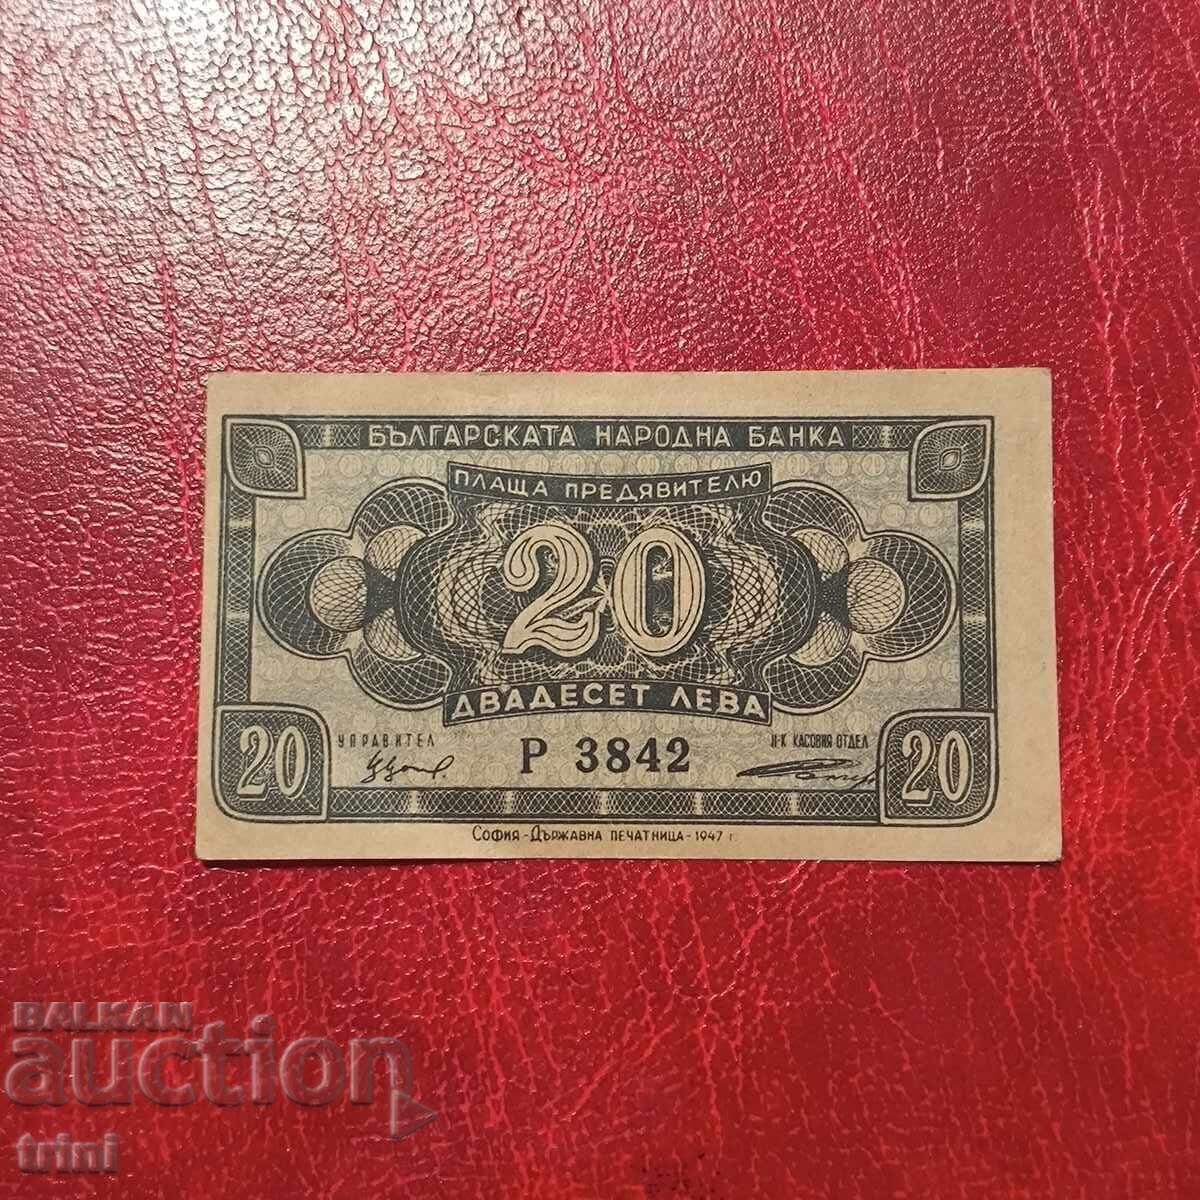 БЪЛГАРСКАТА НАРОДНА БАНКА
ПЛАЩА ПРЕДЯВИТЕЛЮ
20
ДВАДЕСЕТ ЛЕВА
УПРАВИТЕЛ
Р 3842
Н-К КАСОВИЯ ОТДЕЛ
20
20
СОФИЯ - ДЪРЖАВНА ПЕЧАТНИЦА - 1947 г.
BALKAN
auction
trini